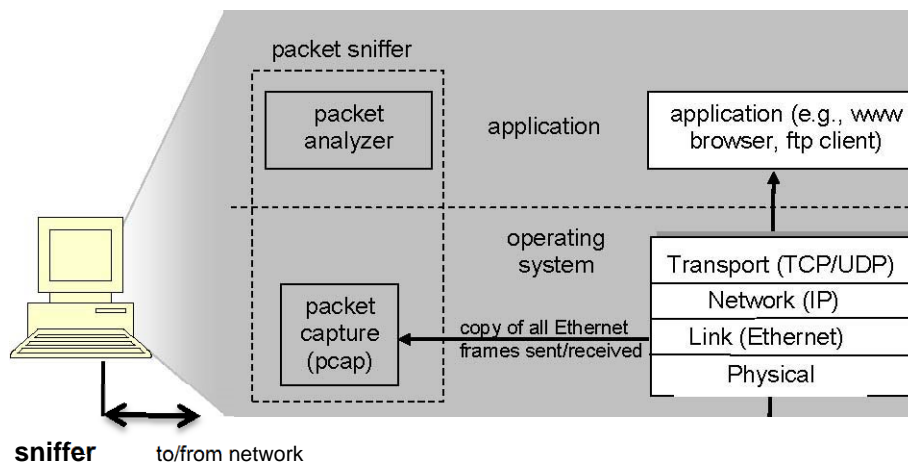 packet sniffer
packet
analyzer
application
application (e.g., www
browser, ftp client)
operating
system
packet
capture
(pcap)
copy of all Ethernet
frames sent/received
Transport (TCP/UDP)
Network (IP)
Link (Ethernet)
Physical
sniffer
to/from network